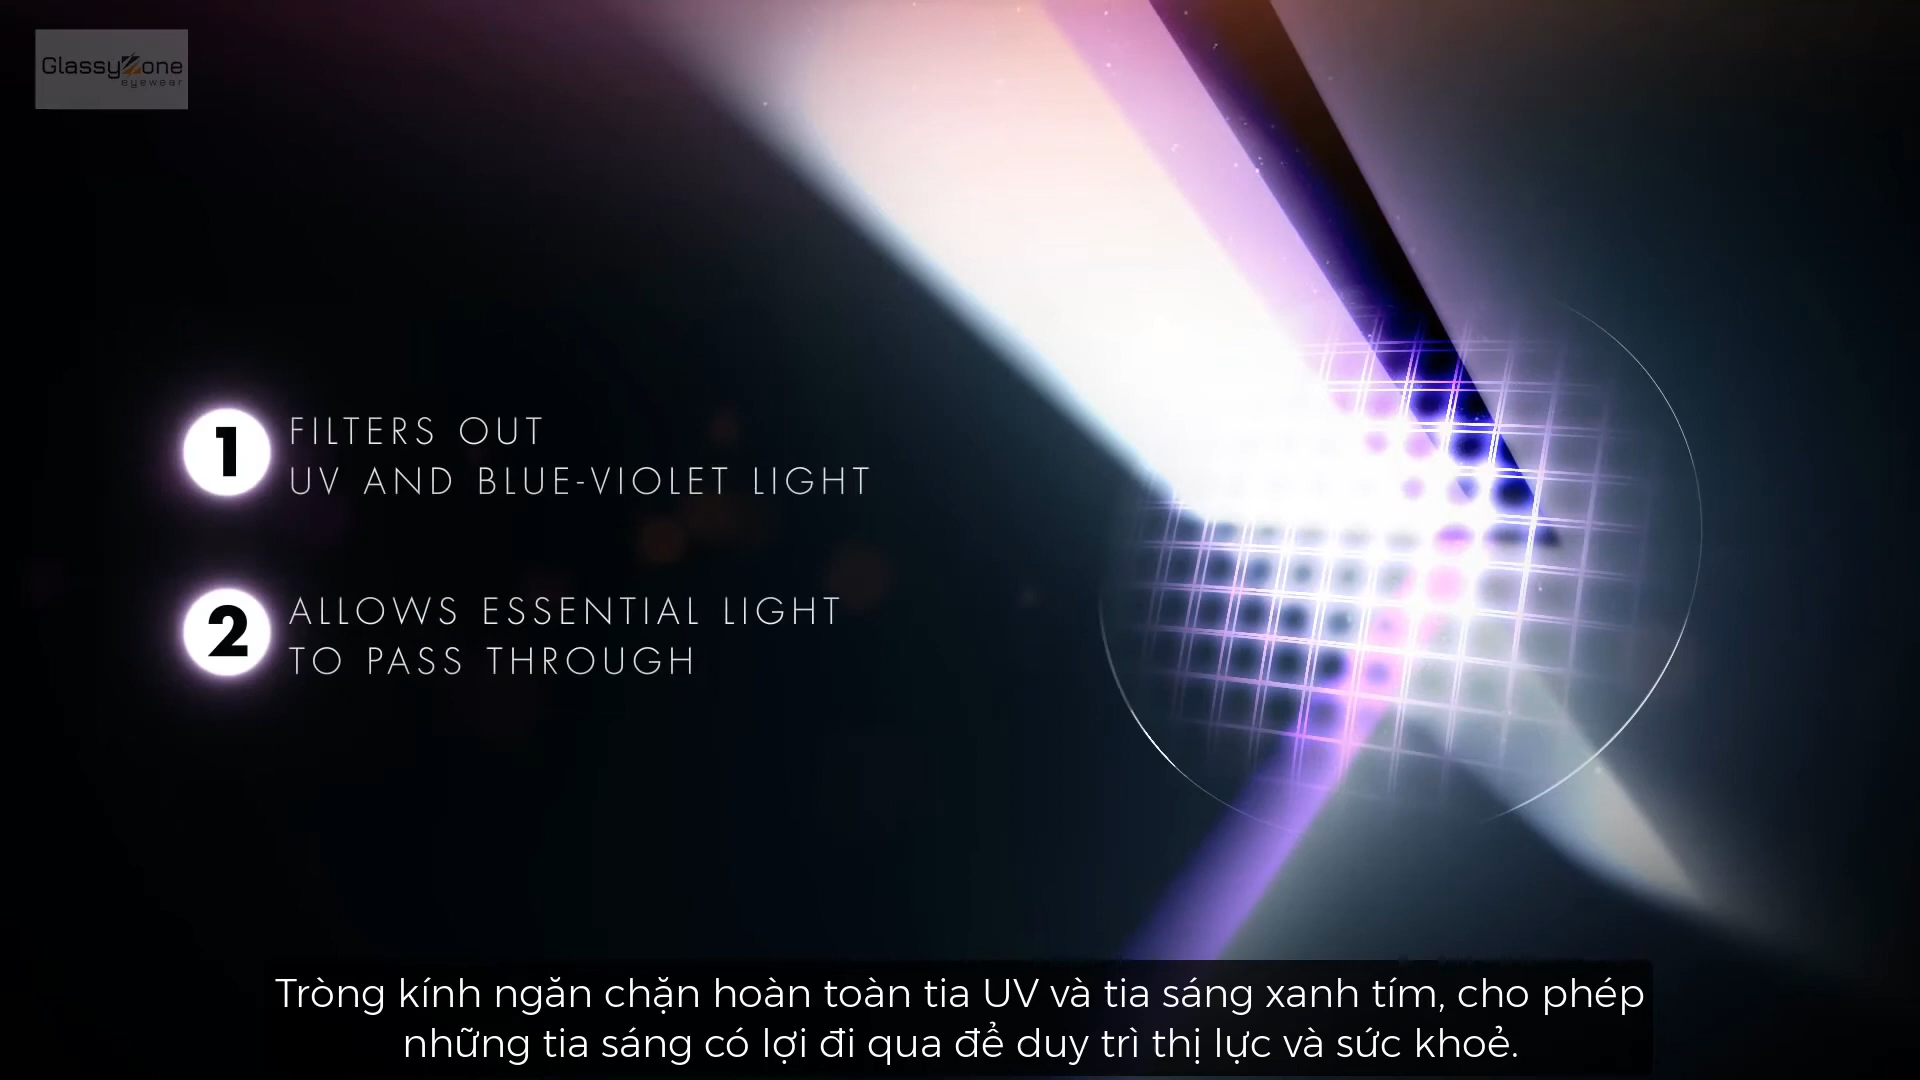 GlassyZone
eyewear
1
FILTERS OUT
UV AND BLUE-VIOLET LIGHT
2
ALLOWS ESSENTIAL LIGHT
TO PASS THROUGH
Tròng kính ngăn chặn hoàn toàn tia UV và tia sáng xanh tím, cho phép
những tia sáng có lợi đi qua để duy trì thị lực và sức khoẻ.